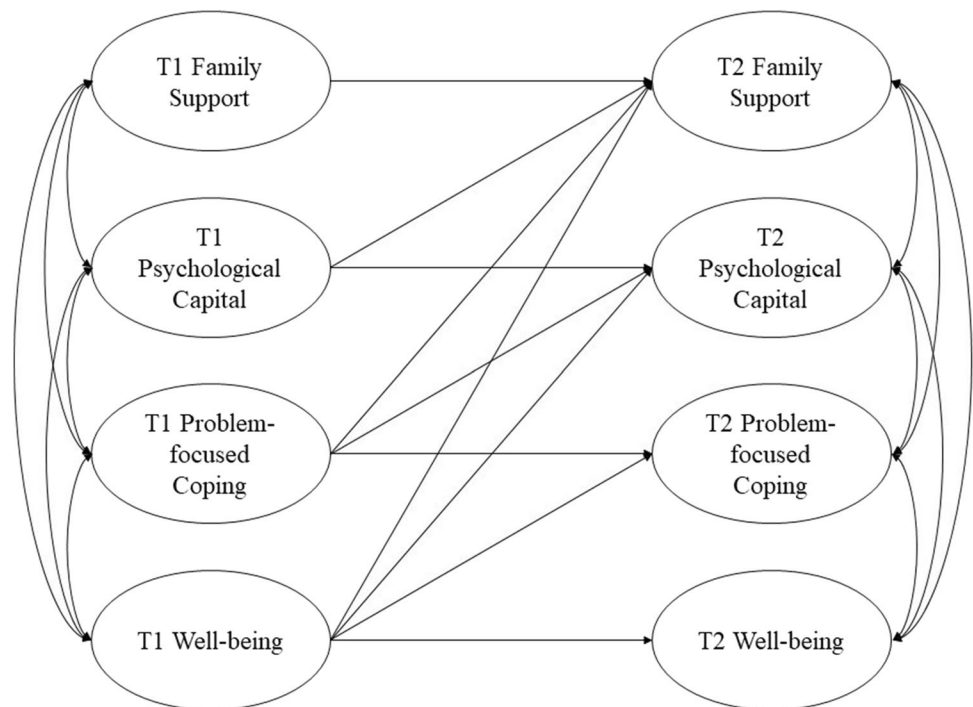 T1 Family
Support
T2 Family
Support
T1
Psychological
Capital
T2
Psychological
Capital
T1 Problem-
focused
Coping
T2 Problem-
focused
Coping
T1 Well-being
T2 Well-being